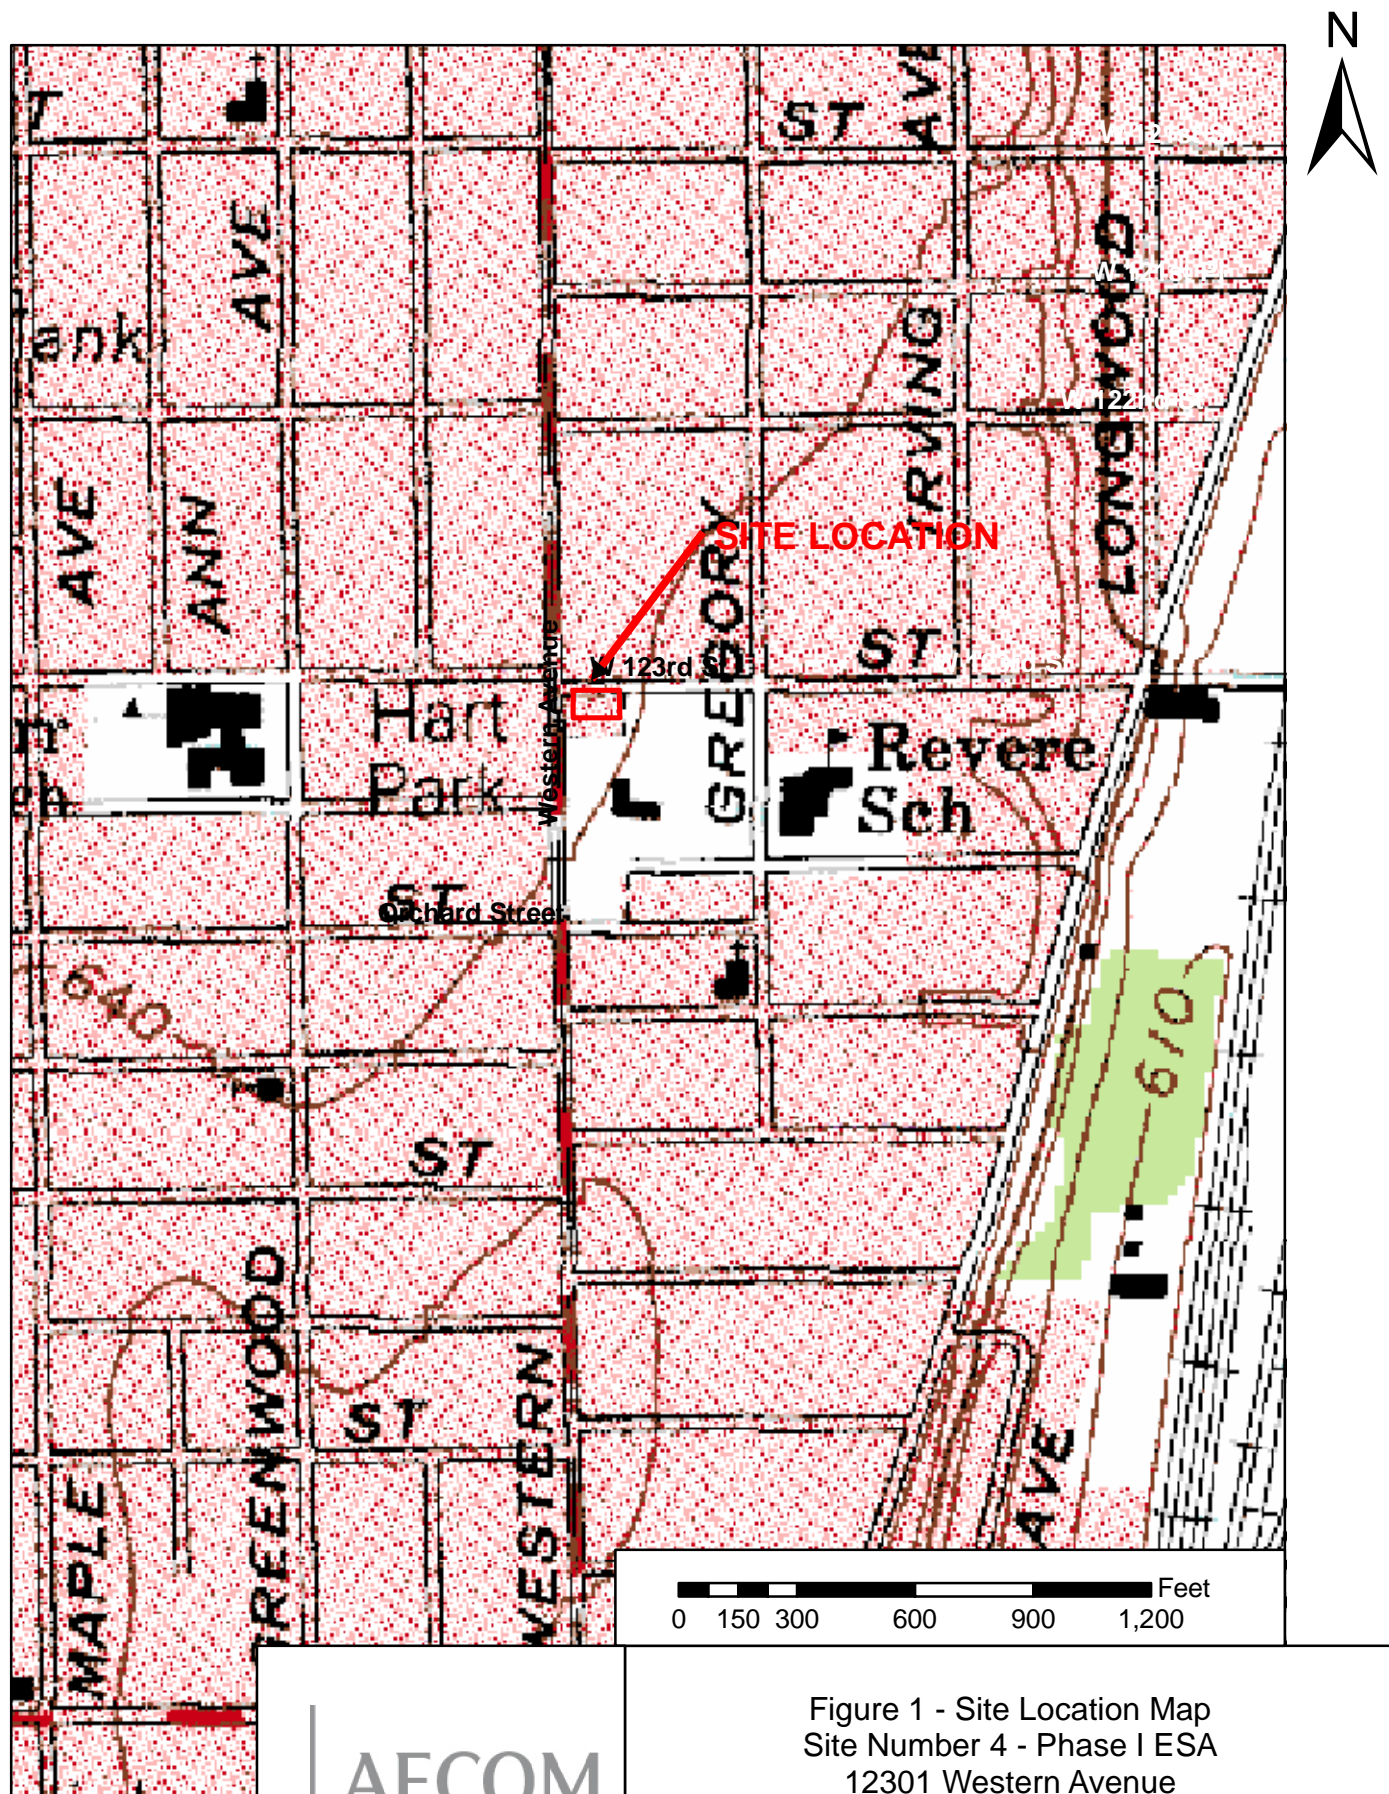 N
ST
AVE
AVE
LONGWOOD
ank
IRVING
W 122nd St
AVE
ANN
GREGORY
SITE LOCATION
ST
W 123rd St
Western Avenue
Hart
Park
Revere
Sch
ST
Orchard Street
640
610
ST
GREENWOOD
ST
WESTERN
MAPLE
AVE
Feet
0 150 300 600 900 1,200
AECOM
Figure 1 - Site Location Map
Site Number 4 - Phase I ESA
12301 Western Avenue